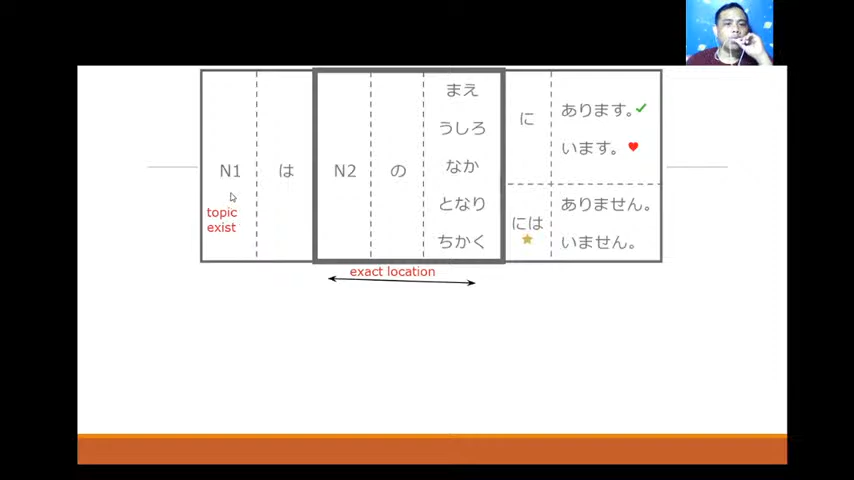 N1
topic
exist
は
N2
の
まえ
うしろ
なか
となり
ちかく
に
には
あります。
います。
ありません。
いません。
exact location